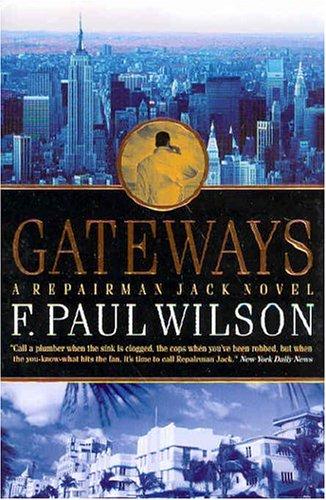 GATEWAYS
A REPAIRMAN JACK NOVEL
F. PAUL WILSON
"Call a plumber when the sink is clogged, the cops when you've been robbed, but when
the you-know-what hits the fan, it's time to call Repairman Jack." New York Daily News